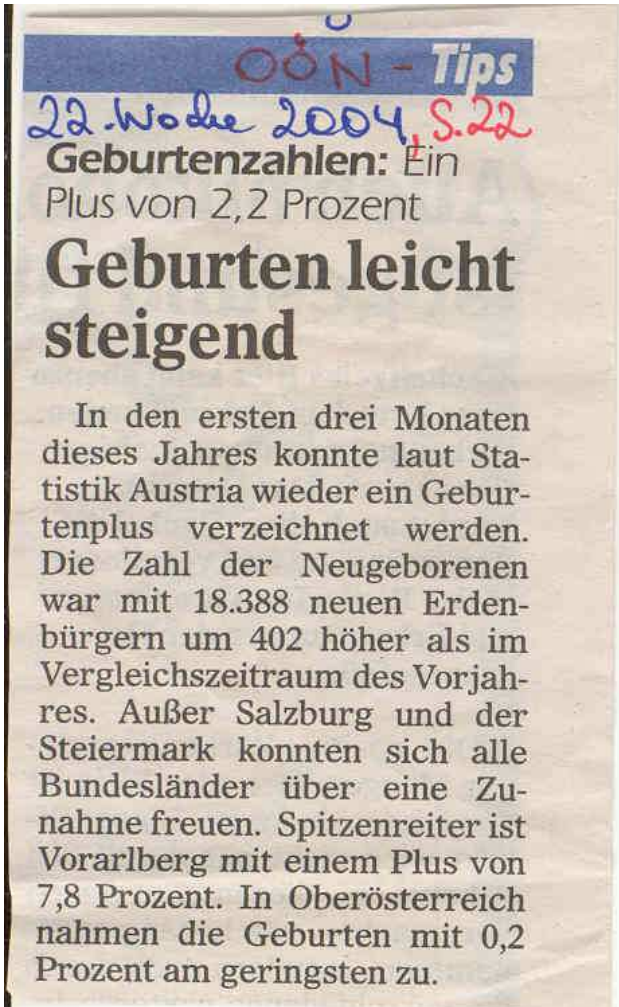 OÖN - Tips
22. Woche 2004, S. 22
Geburtenzahlen: Ein
Plus von 2,2 Prozent
Geburten leicht
steigend
In den ersten drei Monaten
dieses Jahres konnte laut Sta-
tistik Austria wieder ein Gebur-
tenplus verzeichnet werden.
Die Zahl der Neugeborenen
war mit 18.388 neuen Erden-
bürgern um 402 höher als im
Vergleichszeitraum des Vorjah-
res. Außer Salzburg und der
Steiermark konnten sich alle
Bundesländer über eine Zu-
nahme freuen. Spitzenreiter ist
Vorarlberg mit einem Plus von
7,8 Prozent. In Oberösterreich
nahmen die Geburten mit 0,2
Prozent am geringsten zu.